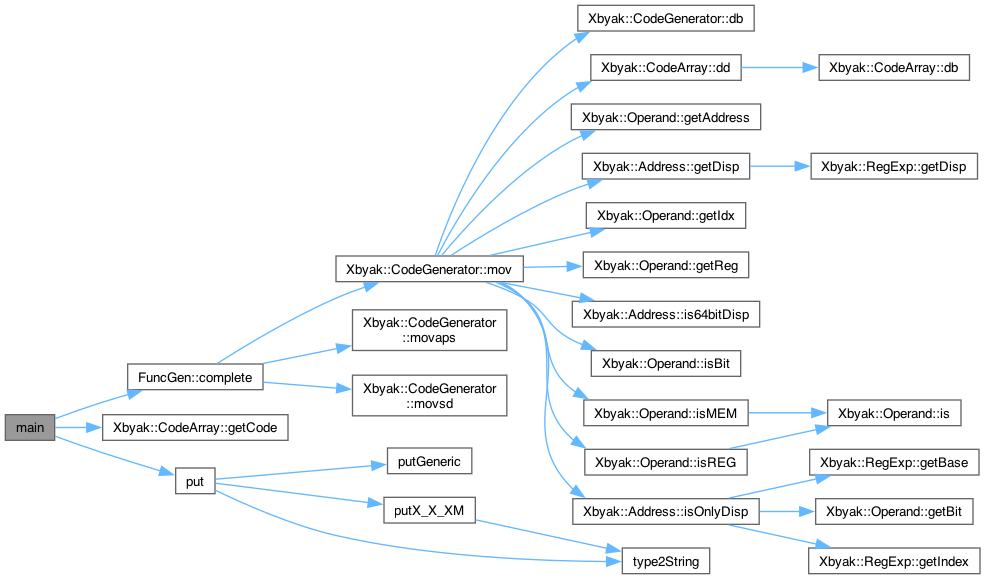 Xbyak::CodeGenerator::db
Xbyak::CodeArray::dd
Xbyak::CodeArray::db
Xbyak::Operand::getAddress
Xbyak::Address::getDisp
Xbyak::RegExp::getDisp
Xbyak::Operand::getIdx
Xbyak::CodeGenerator::mov
Xbyak::Operand::getReg
Xbyak::Address::is64bitDisp
Xbyak::CodeGenerator
::movaps
Xbyak::Operand::isBit
FuncGen::complete
Xbyak::CodeGenerator
::movsd
Xbyak::Operand::isMEM
Xbyak::Operand::is
main
Xbyak::CodeArray::getCode
putGeneric
Xbyak::Operand::isREG
Xbyak::RegExp::getBase
put
putX_X_XM
Xbyak::Address::isOnlyDisp
Xbyak::Operand::getBit
type2String
Xbyak::RegExp::getIndex